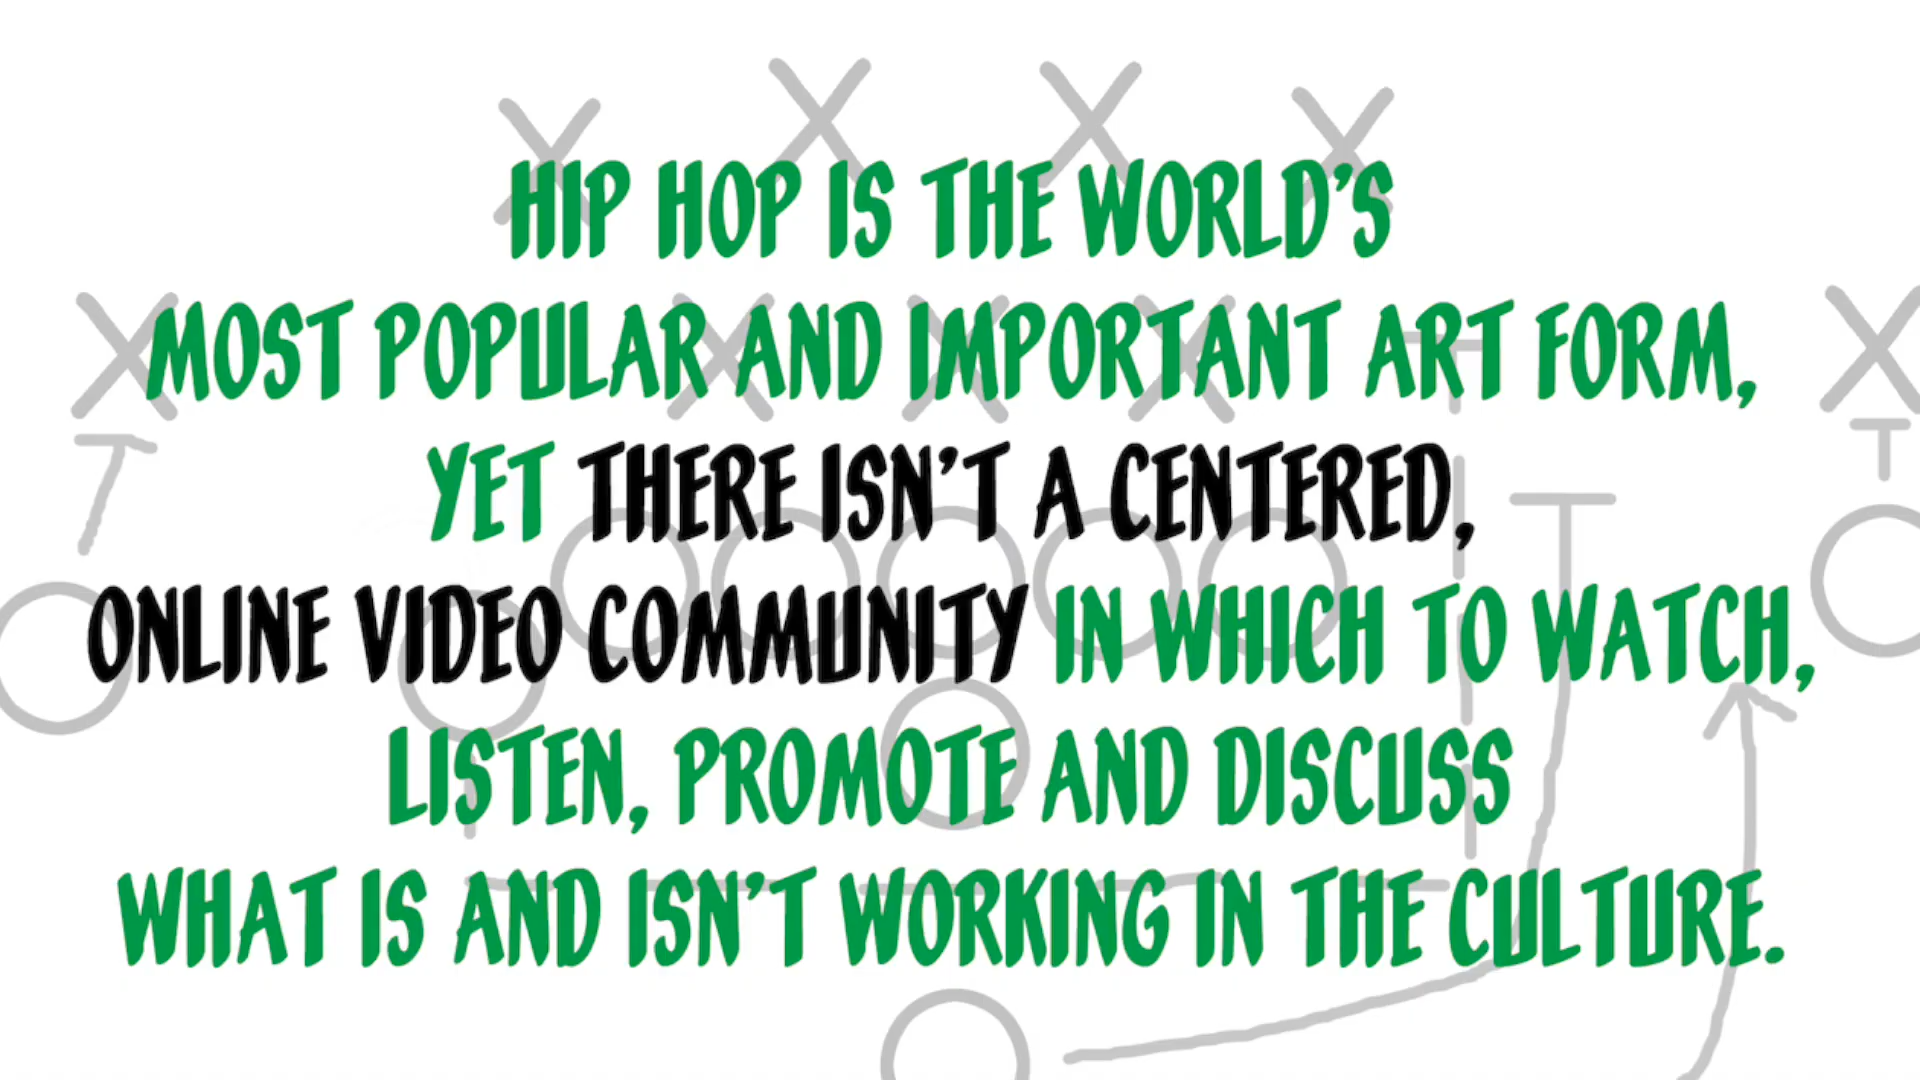 HIP HOP IS THE WORLD'S
MOST POPULAR AND IMPORTANT ART FORM,
YET THERE ISN'T A CENTERED,
ONLINE VIDEO COMMUNITY IN WHICH TO WATCH,
LISTEN, PROMOTE AND DISCUSS
WHAT IS AND ISN'T WORKING IN THE CULTURE.